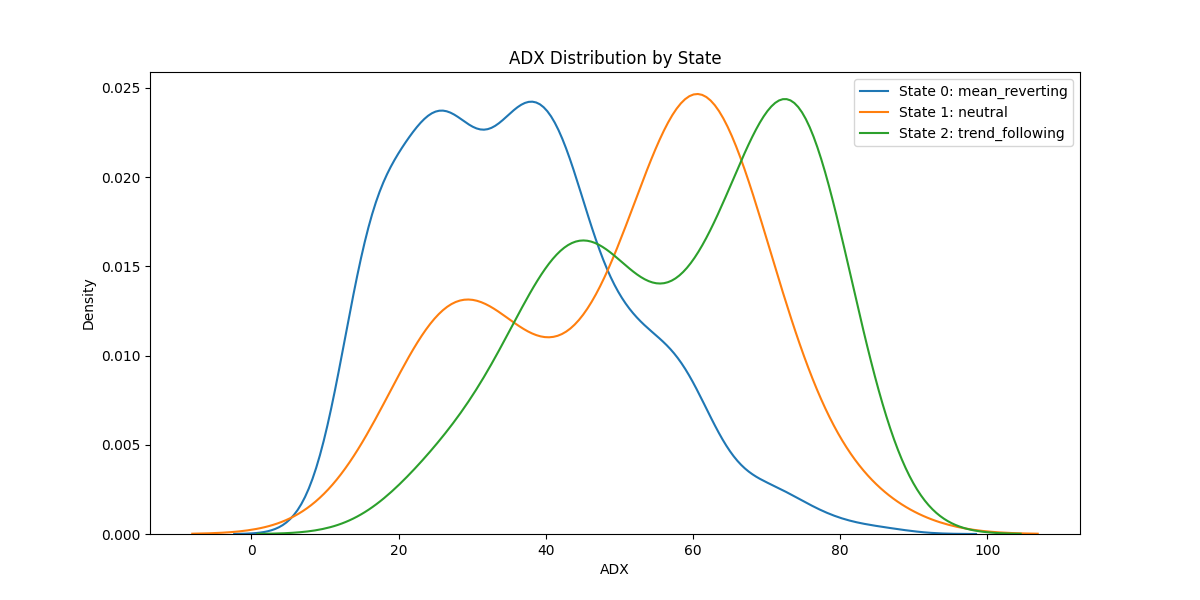 ADX Distribution by State
State 0: mean_reverting
State 1: neutral
State 2: trend_following
Density
0.025
0.020
0.015
0.010
0.005
0.000
0 20 40 60 80 100
ADX